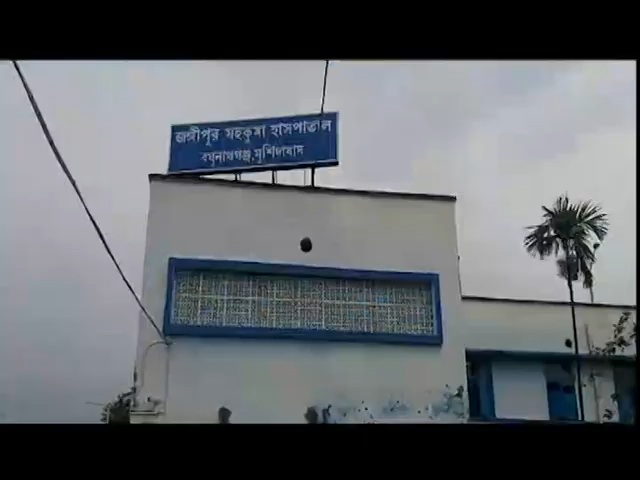 জঙ্গীপুর মহকুমা হাসপাতাল
রঘুনাথগঞ্জ,মুর্শিদাবাদ